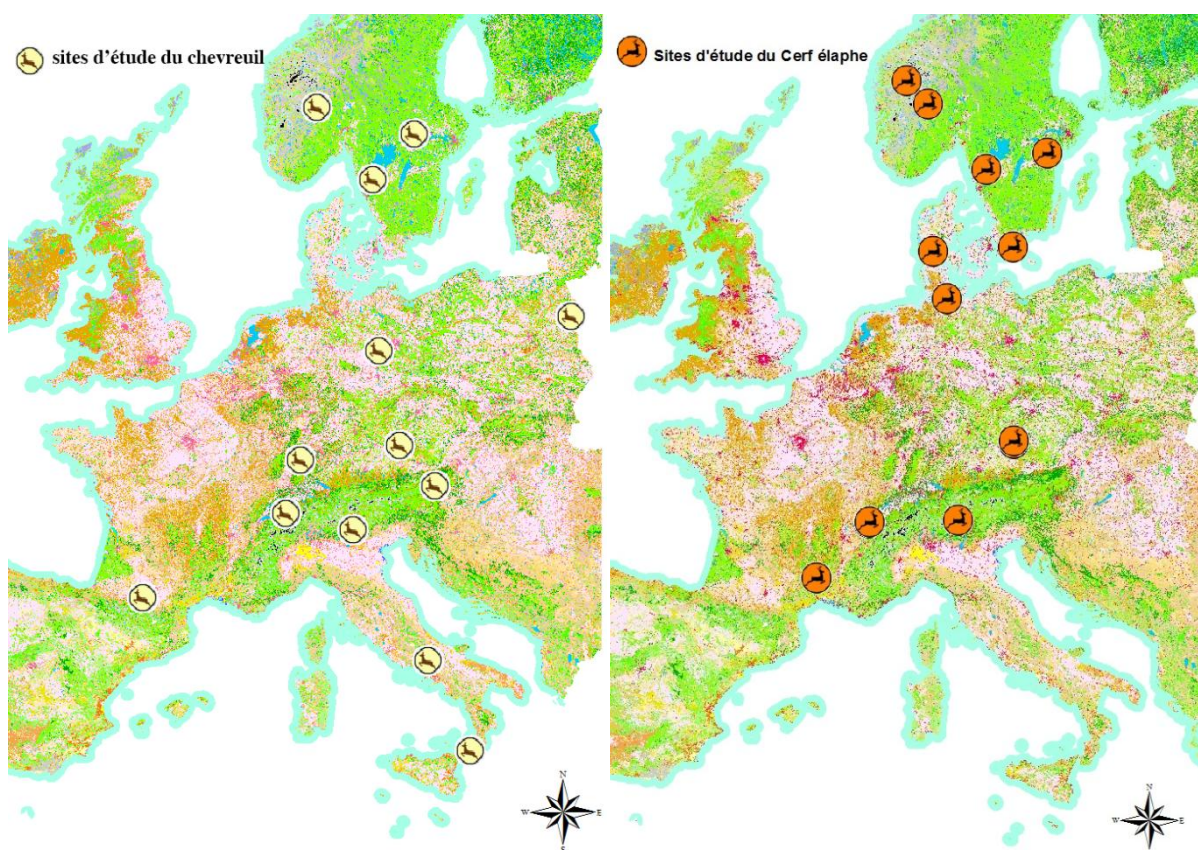 sites d'étude du chevreuil
Sites d'étude du Cerf élaphe
N
W E
S
N
W E